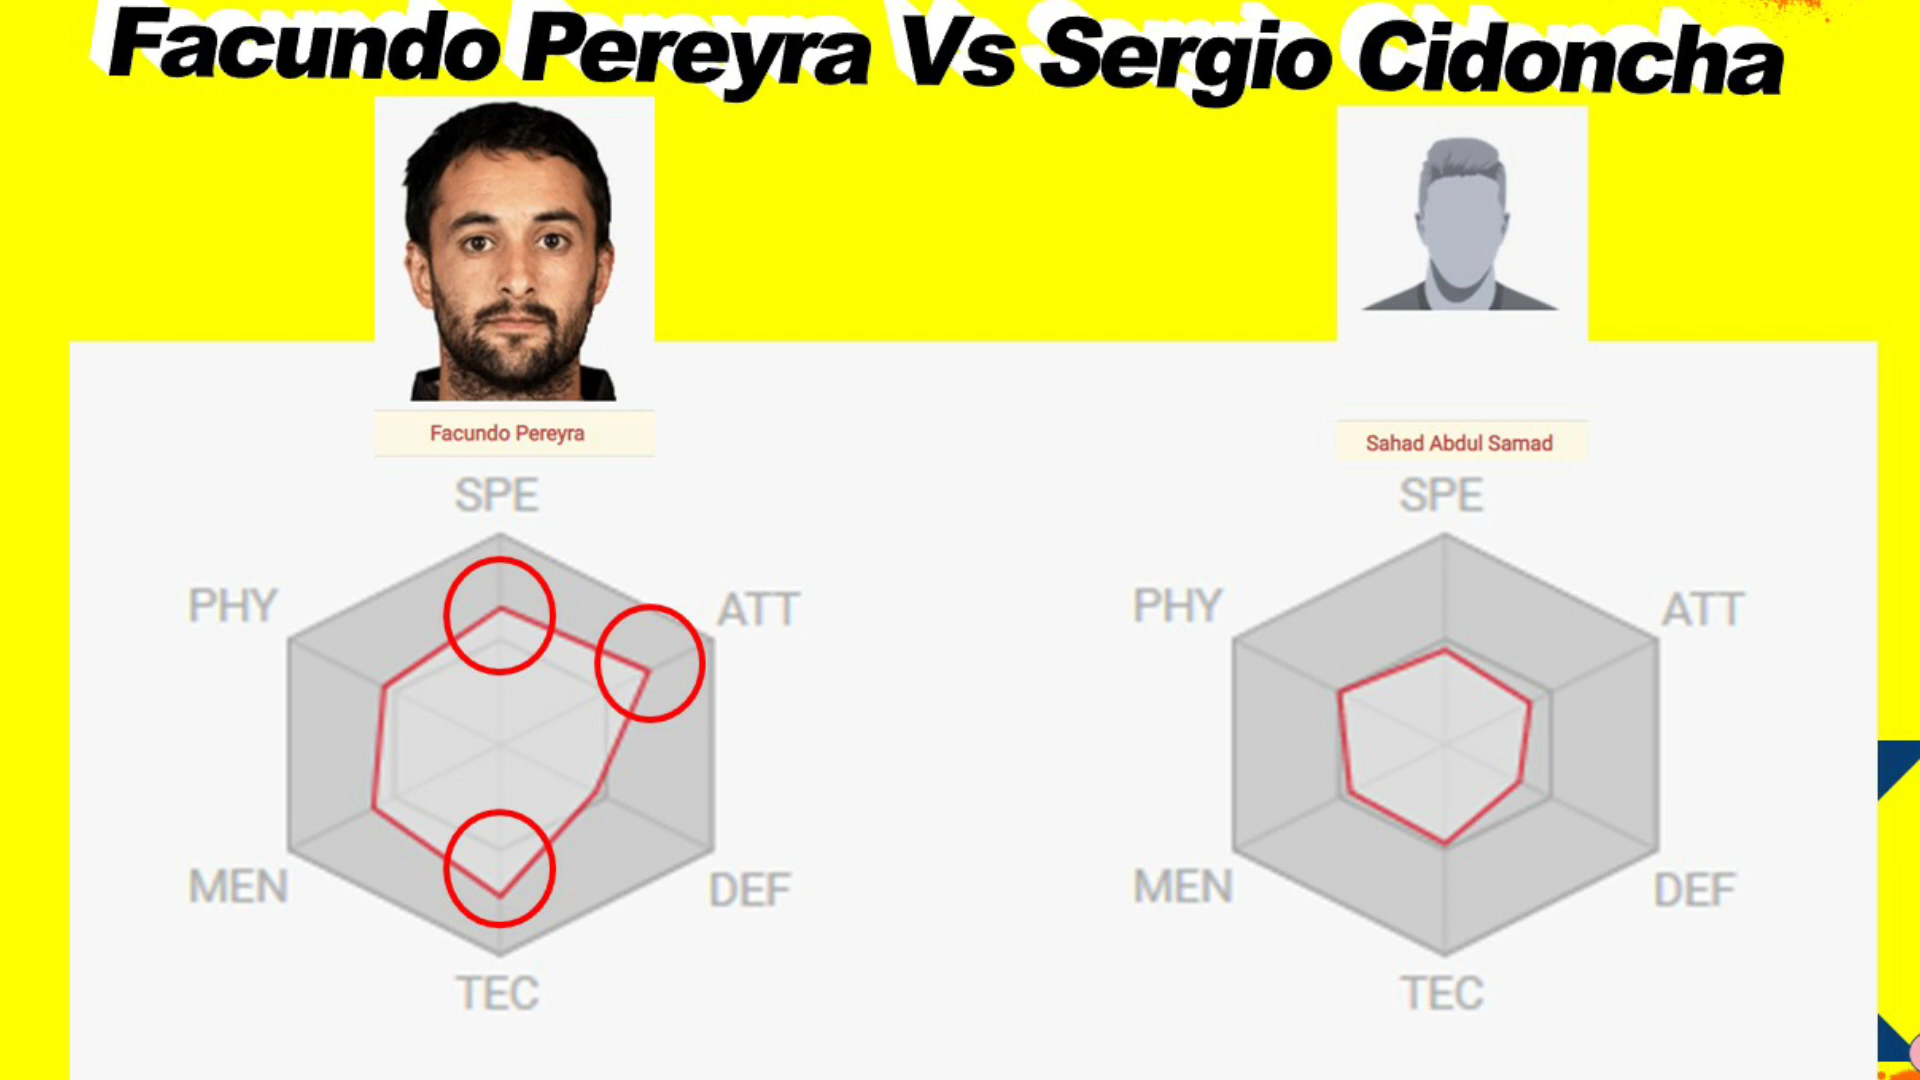 Facundo Pereyra Vs Sergio Cidoncha
Facundo Pereyra
Sahad Abdul Samad
SPE
PHY
ATT
MEN
DEF
TEC
SPE
PHY
ATT
MEN
DEF
TEC